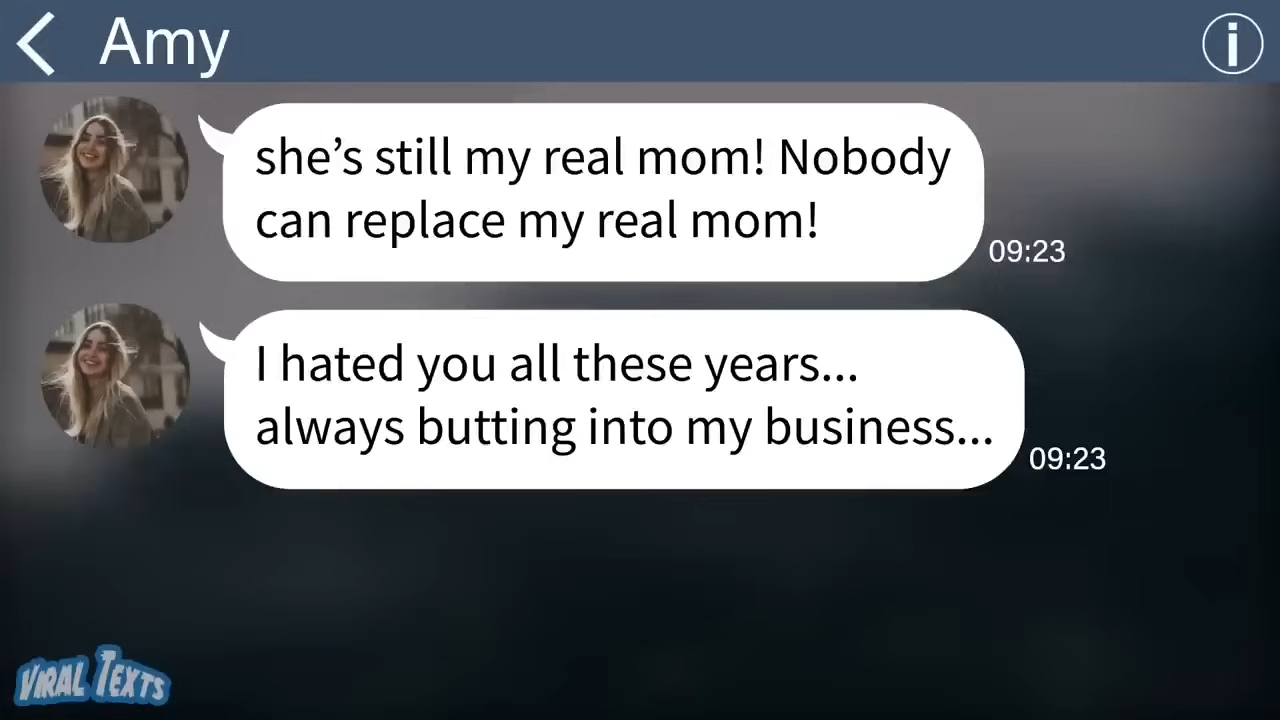 Amy
she’s still my real mom! Nobody
can replace my real mom!
09:23
I hated you all these years...
always butting into my business...
09:23
VIRAL TEXTS